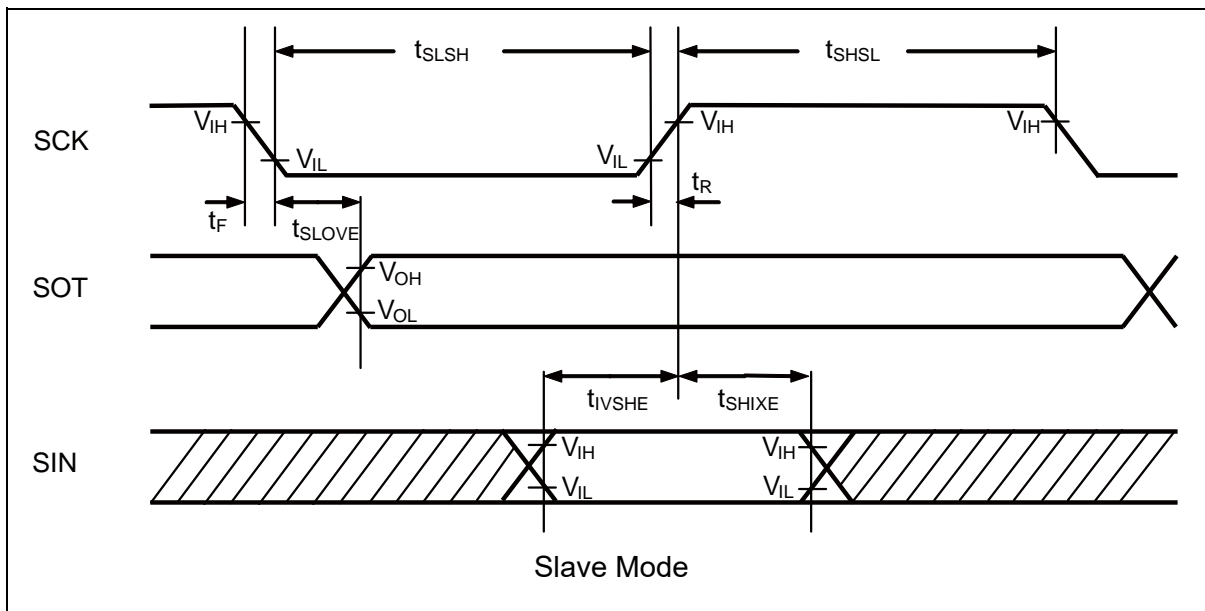 tSLSH
tSHSL
SCK
VIH
VIL
VIL
VIH
VIH
tF
tSLOVE
tR
SOT
VOH
VOL
tIVSHE
tSHIXE
SIN
VIH
VIL
VIH
VIL
Slave Mode